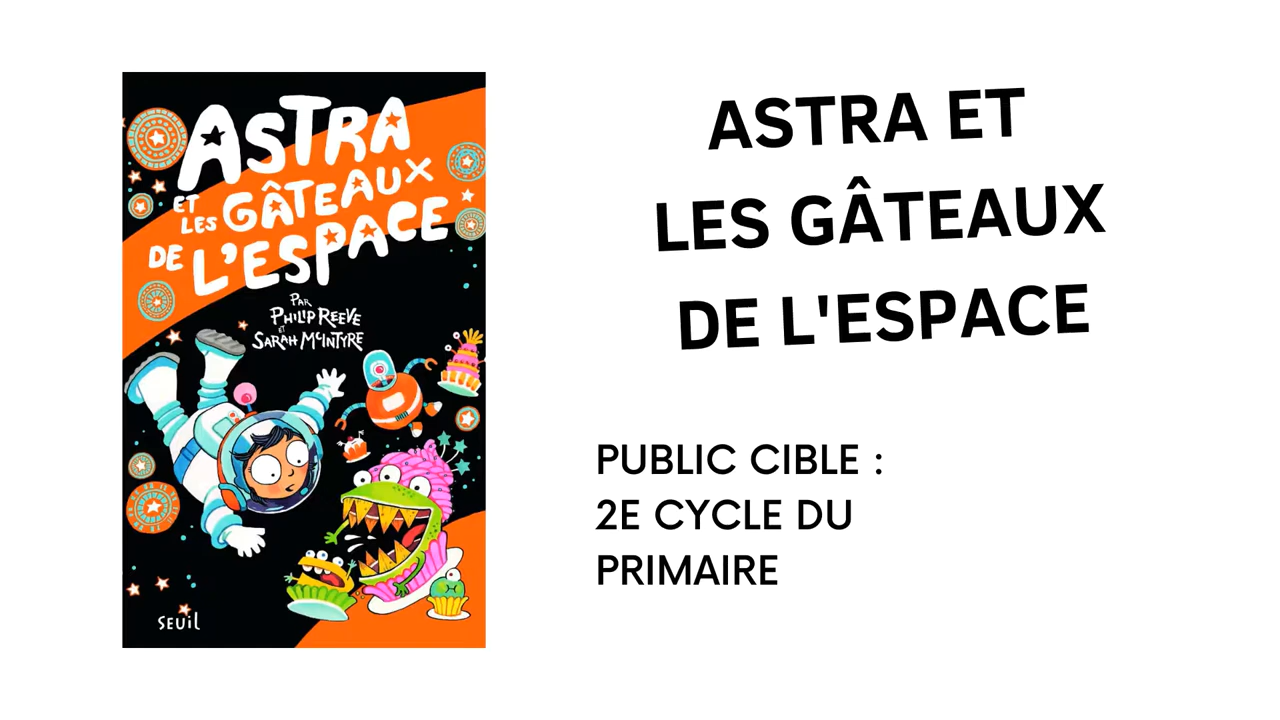 ASTRA
ET
LES GÂTEAUX
DE L'ESPACE
PAR
PHILIP REEVE
ET
SARAH MCINTYRE
SEUIL
ASTRA ET
LES GÂTEAUX
DE L'ESPACE
PUBLIC CIBLE :
2E CYCLE DU
PRIMAIRE